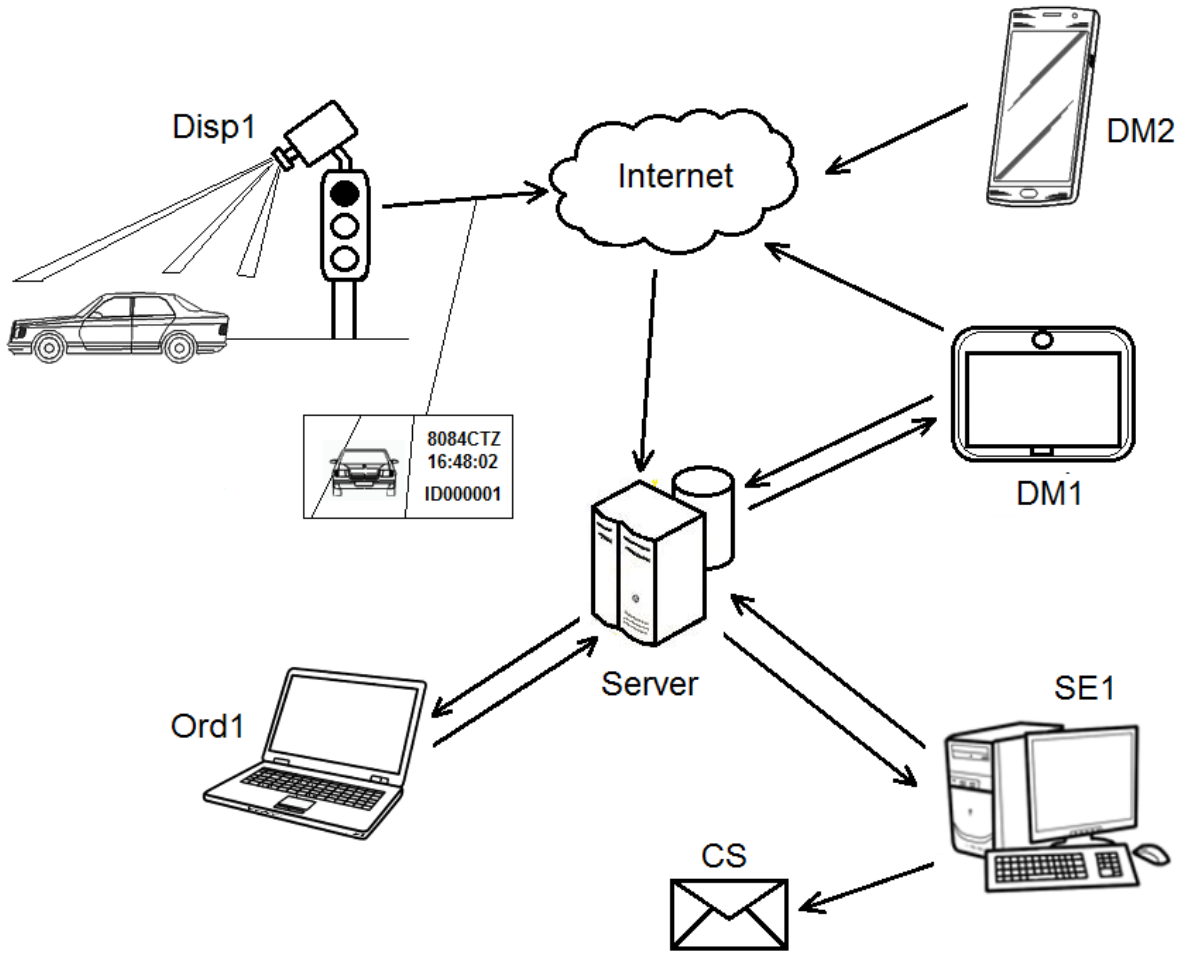 Disp1
Internet
DM2
8084CTZ
16:48:02
ID000001
DM1
Server
Ord1
SE1
CS